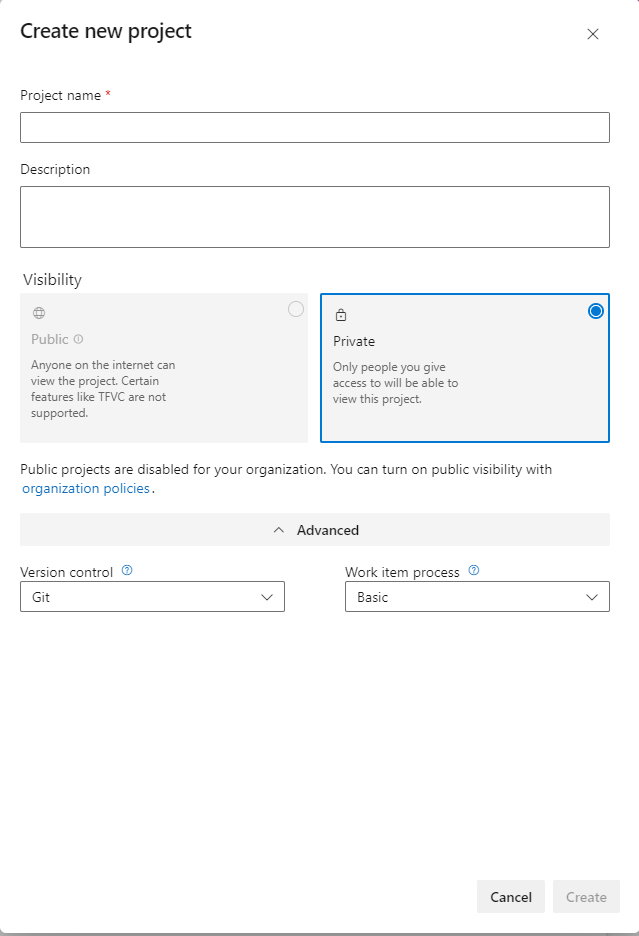 Create new project
Project name *
Description
Visibility
Public
Anyone on the internet can
view the project. Certain
features like TFVC are not
supported.
Private
Only people you give
access to will be able to
view this project.
Public projects are disabled for your organization. You can turn on public visibility with
organization policies.
Advanced
Version control
Git
Work item process
Basic
Cancel
Create